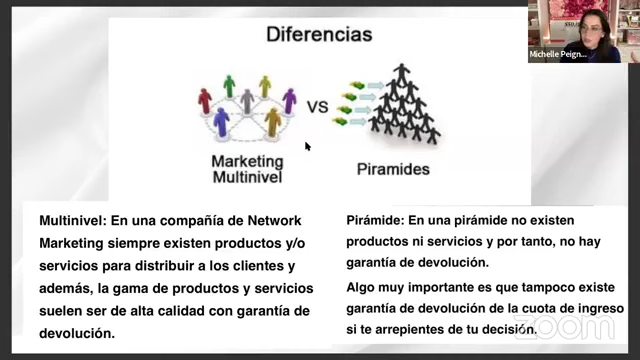 Diferencias
Michelle Peign...
VS
Marketing
Multinivel
Piramides
Multinivel: En una compañía de Network
Marketing siempre existen productos y/o
servicios para distribuir a los clientes y
además, la gama de productos y servicios
suelen ser de alta calidad con garantía de
devolución.
Pirámide: En una pirámide no existen
productos ni servicios y por tanto, no hay
garantía de devolución.
Algo muy importante es que tampoco existe
garantía de devolución de la cuota de ingreso
si te arrepientes de tu decisión.
zoom